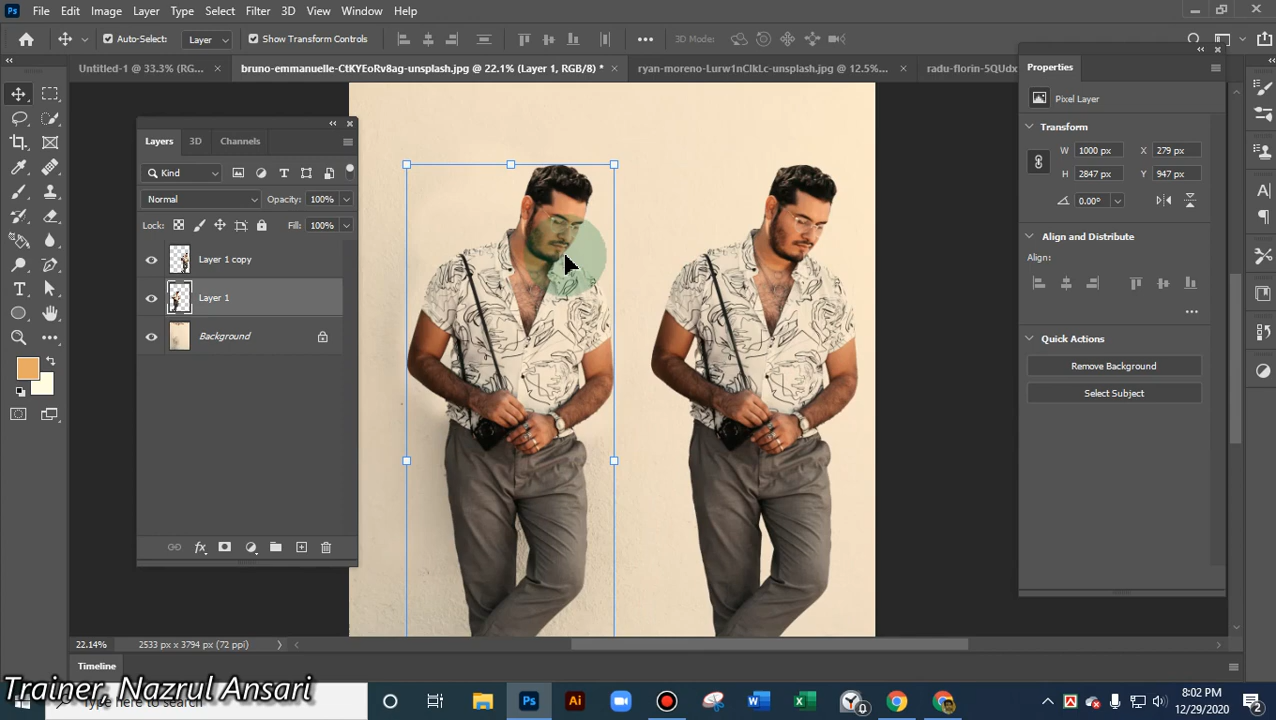 Ps File Edit Image Layer Type Select Filter 3D View Window Help
Auto-Select: Layer Show Transform Controls 3D Mode:
Untitled-1 @ 33.3% (RG... × bruno-emmanuelle-CtKYEoRv8ag-unsplash.jpg @ 22.1% (Layer 1, RGB/8) * × ryan-moreno-Lurw1nClkLc-unsplash.jpg @ 12.5%... × radu-florin-5QUdx
Properties
Pixel Layer
Transform
W 1000 px X 279 px
H 2847 px Y 947 px
0.00°
Align and Distribute
Align:
Quick Actions
Remove Background
Select Subject
Layers 3D Channels
Kind
Normal Opacity: 100%
Lock: Fill: 100%
Layer 1 copy
Layer 1
Background
fx
22.14% 2533 px x 3794 px (72 ppi)
Timeline
Trainer, Nazrul Ansari
Type here to search
Ps Ai
8:02 PM
12/29/2020
2